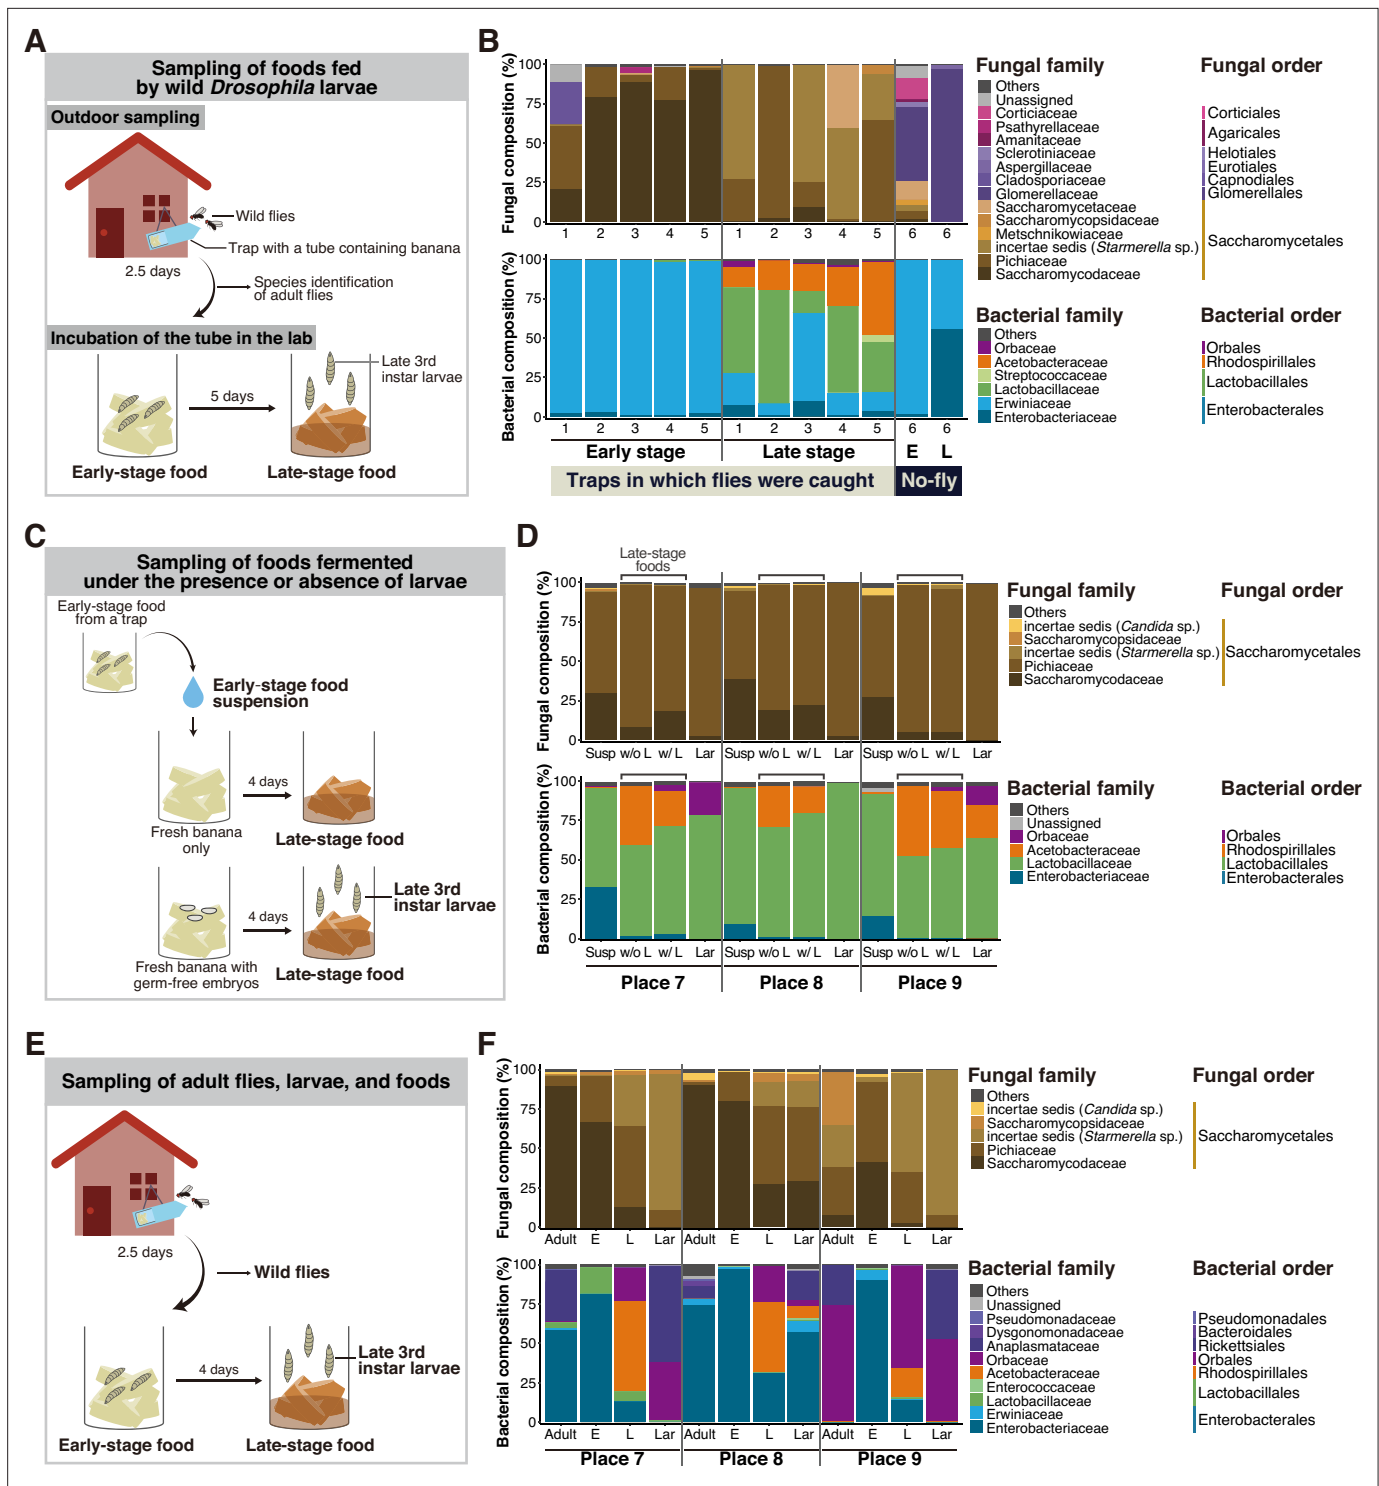 A
Sampling of foods fed
by wild Drosophila larvae
Outdoor sampling
Wild flies
Trap with a tube containing banana
2.5 days
Species identification
of adult flies
Incubation of the tube in the lab
Late 3rd
instar larvae
5 days
Early-stage food
Late-stage food
B
Fungal composition (%)
100
75
50
25
0
1 2 3 4 5 1 2 3 4 5 6 6
Bacterial composition (%)
100
75
50
25
0
1 2 3 4 5 1 2 3 4 5 6 6
Early stage
Late stage
E L
Traps in which flies were caught
No-fly
Fungal family
Others
Unassigned
Corticiaceae
Psathyrellaceae
Amanitaceae
Sclerotiniaceae
Aspergillaceae
Cladosporiaceae
Glomerellaceae
Saccharomycetaceae
Saccharomycopsidaceae
Metschnikowiaceae
incertae sedis (Starmerella sp.)
Pichiaceae
Saccharomycodaceae
Fungal order
Corticiales
Agaricales
Helotiales
Eurotiales
Capnodiales
Glomerellales
Saccharomycetales
Bacterial family
Others
Orbaceae
Acetobacteraceae
Streptococcaceae
Lactobacillaceae
Erwiniaceae
Enterobacteriaceae
Bacterial order
Orbales
Rhodospirillales
Lactobacillales
Enterobacterales
C
Sampling of foods fermented
under the presence or absence of larvae
Early-stage food
from a trap
Early-stage food
suspension
4 days
Fresh banana
only
Late-stage food
4 days
Late 3rd
instar larvae
Fresh banana with
germ-free embryos
Late-stage food
D
Late-stage
foods
Fungal composition (%)
100
75
50
25
0
Susp w/o L w/ L Lar Susp w/o L w/ L Lar Susp w/o L w/ L Lar
Bacterial composition (%)
100
75
50
25
0
Susp w/o L w/ L Lar Susp w/o L w/ L Lar Susp w/o L w/ L Lar
Place 7 Place 8 Place 9
Fungal family
Others
incertae sedis (Candida sp.)
Saccharomycopsidaceae
incertae sedis (Starmerella sp.)
Pichiaceae
Saccharomycodaceae
Fungal order
Saccharomycetales
Bacterial family
Others
Unassigned
Orbaceae
Acetobacteraceae
Lactobacillaceae
Enterobacteriaceae
Bacterial order
Orbales
Rhodospirillales
Lactobacillales
Enterobacterales
E
Sampling of adult flies, larvae, and foods
2.5 days
Wild flies
4 days
Late 3rd
instar larvae
Early-stage food
Late-stage food
F
Fungal composition (%)
100
75
50
25
0
Adult E L Lar Adult E L Lar Adult E L Lar
Bacterial composition (%)
100
75
50
25
0
Adult E L Lar Adult E L Lar Adult E L Lar
Place 7 Place 8 Place 9
Fungal family
Others
incertae sedis (Candida sp.)
Saccharomycopsidaceae
incertae sedis (Starmerella sp.)
Pichiaceae
Saccharomycodaceae
Fungal order
Saccharomycetales
Bacterial family
Others
Unassigned
Pseudomonadaceae
Dysgonomonadaceae
Anaplasmataceae
Orbaceae
Acetobacteraceae
Enterococcaceae
Lactobacillaceae
Erwiniaceae
Enterobacteriaceae
Bacterial order
Pseudomonadales
Bacteroidales
Rickettsiales
Orbales
Rhodospirillales
Lactobacillales
Enterobacterales